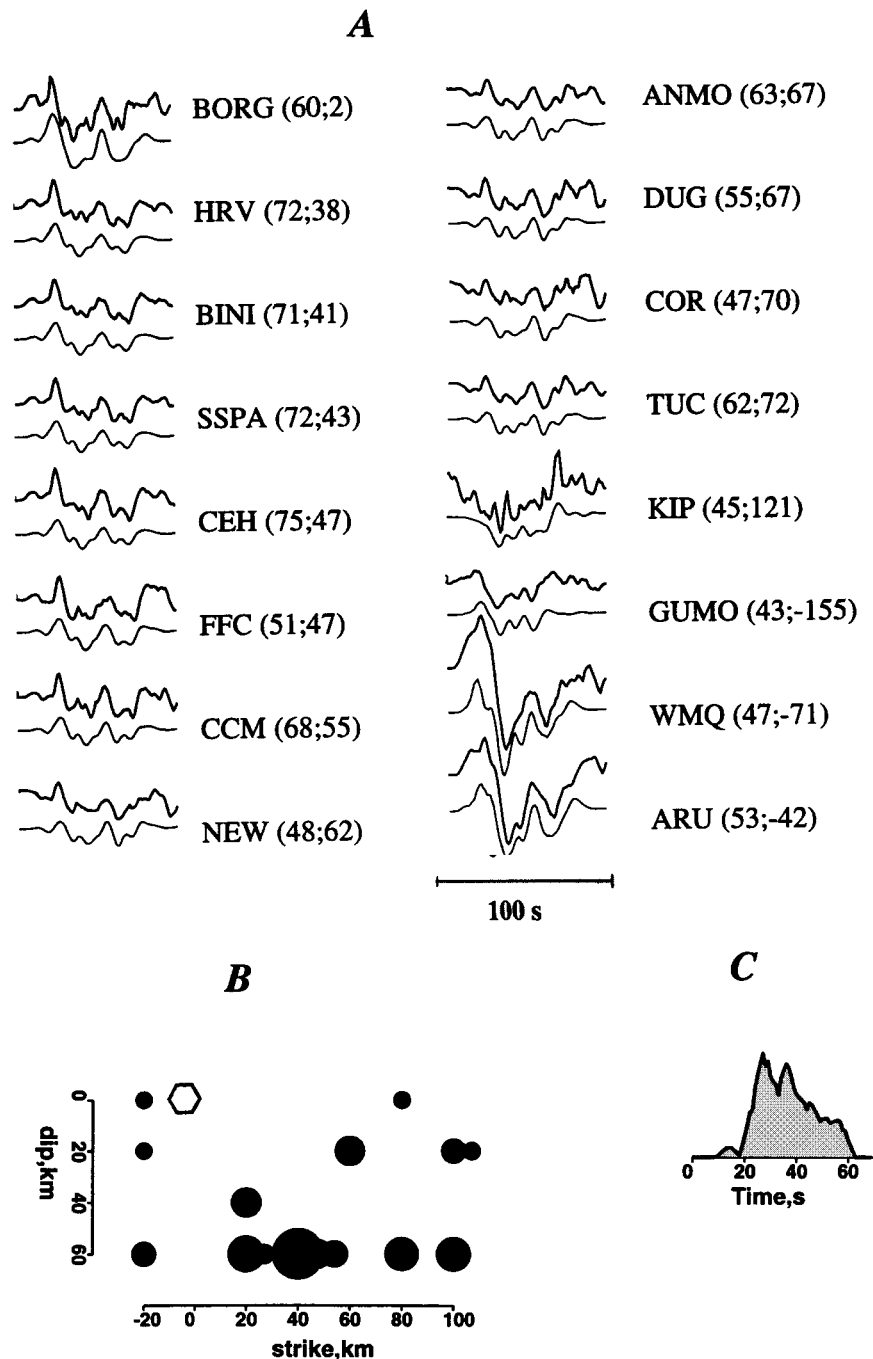 A
BORG (60;2)
HRV (72;38)
BINI (71;41)
SSPA (72;43)
CEH (75;47)
FFC (51;47)
CCM (68;55)
NEW (48;62)
ANMO (63;67)
DUG (55;67)
COR (47;70)
TUC (62;72)
KIP (45;121)
GUMO (43;-155)
WMQ (47;-71)
ARU (53;-42)
100 s
B
0
20
40
60
dip,km
-20 0 20 40 60 80 100
strike,km
C
0 20 40 60
Time,s